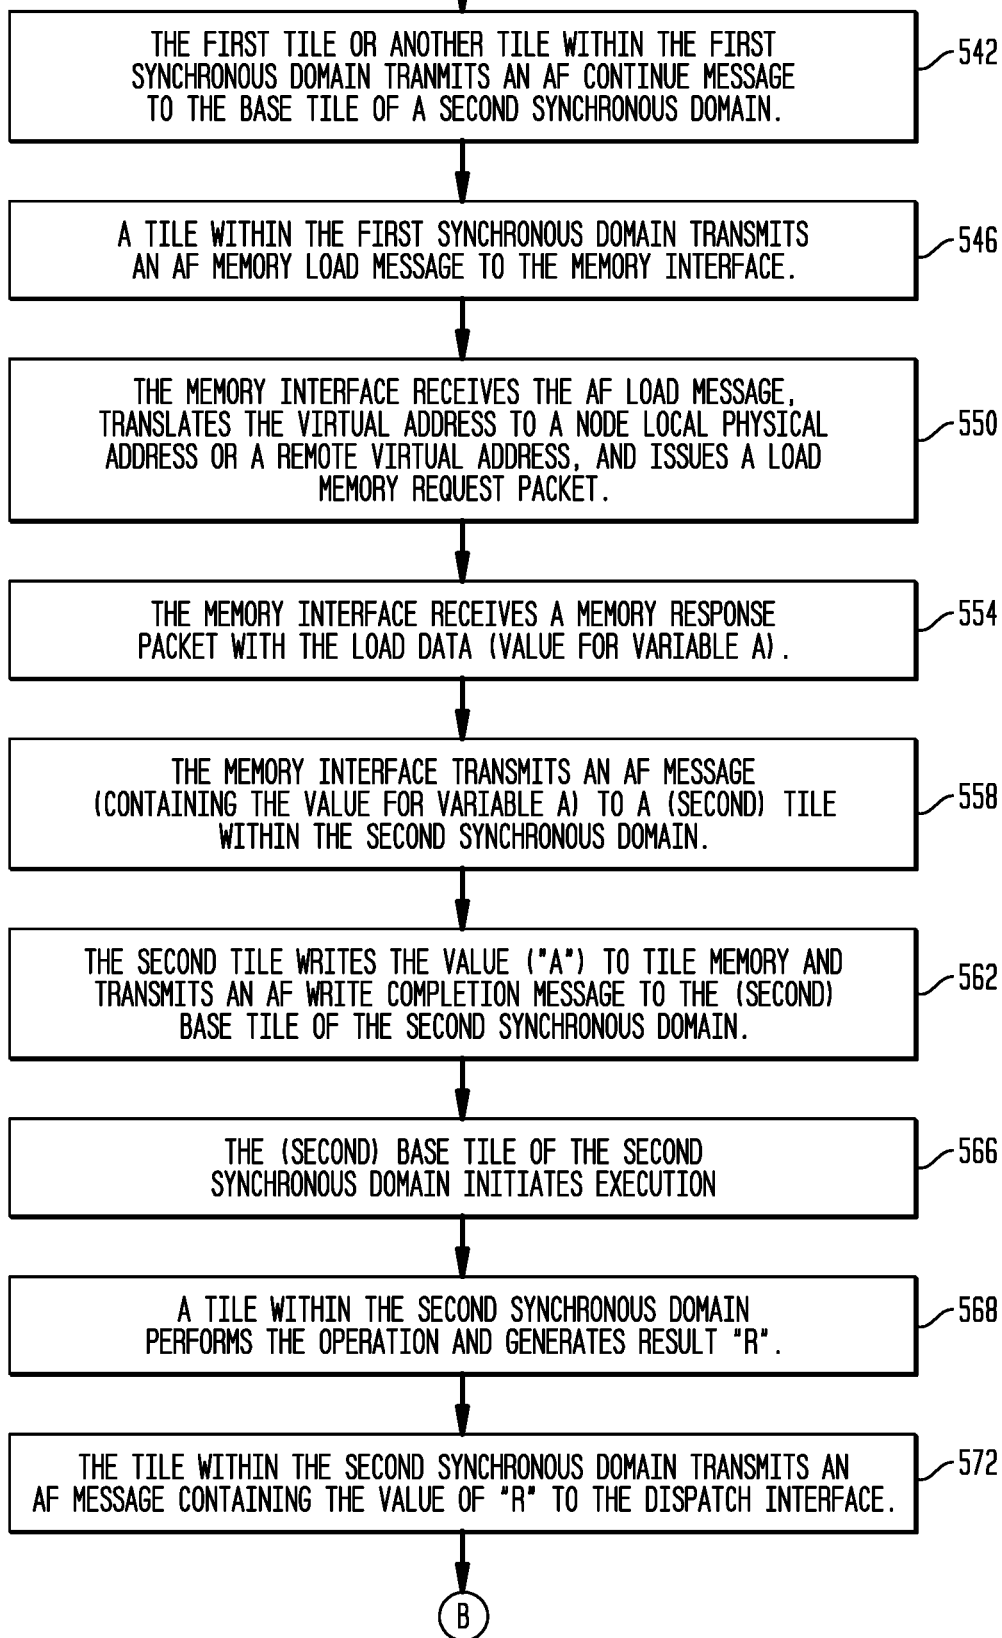 THE FIRST TILE OR ANOTHER TILE WITHIN THE FIRST
SYNCHRONOUS DOMAIN TRANMITS AN AF CONTINUE MESSAGE
TO THE BASE TILE OF A SECOND SYNCHRONOUS DOMAIN.
542
A TILE WITHIN THE FIRST SYNCHRONOUS DOMAIN TRANSMITS
AN AF MEMORY LOAD MESSAGE TO THE MEMORY INTERFACE.
546
THE MEMORY INTERFACE RECEIVES THE AF LOAD MESSAGE,
TRANSLATES THE VIRTUAL ADDRESS TO A NODE LOCAL PHYSICAL
ADDRESS OR A REMOTE VIRTUAL ADDRESS, AND ISSUES A LOAD
MEMORY REQUEST PACKET.
550
THE MEMORY INTERFACE RECEIVES A MEMORY RESPONSE
PACKET WITH THE LOAD DATA (VALUE FOR VARIABLE A).
554
THE MEMORY INTERFACE TRANSMITS AN AF MESSAGE
(CONTAINING THE VALUE FOR VARIABLE A) TO A (SECOND) TILE
WITHIN THE SECOND SYNCHRONOUS DOMAIN.
558
THE SECOND TILE WRITES THE VALUE ("A") TO TILE MEMORY AND
TRANSMITS AN AF WRITE COMPLETION MESSAGE TO THE (SECOND)
BASE TILE OF THE SECOND SYNCHRONOUS DOMAIN.
562
THE (SECOND) BASE TILE OF THE SECOND
SYNCHRONOUS DOMAIN INITIATES EXECUTION
566
A TILE WITHIN THE SECOND SYNCHRONOUS DOMAIN
PERFORMS THE OPERATION AND GENERATES RESULT "R".
568
THE TILE WITHIN THE SECOND SYNCHRONOUS DOMAIN TRANSMITS AN
AF MESSAGE CONTAINING THE VALUE OF "R" TO THE DISPATCH INTERFACE.
572
B